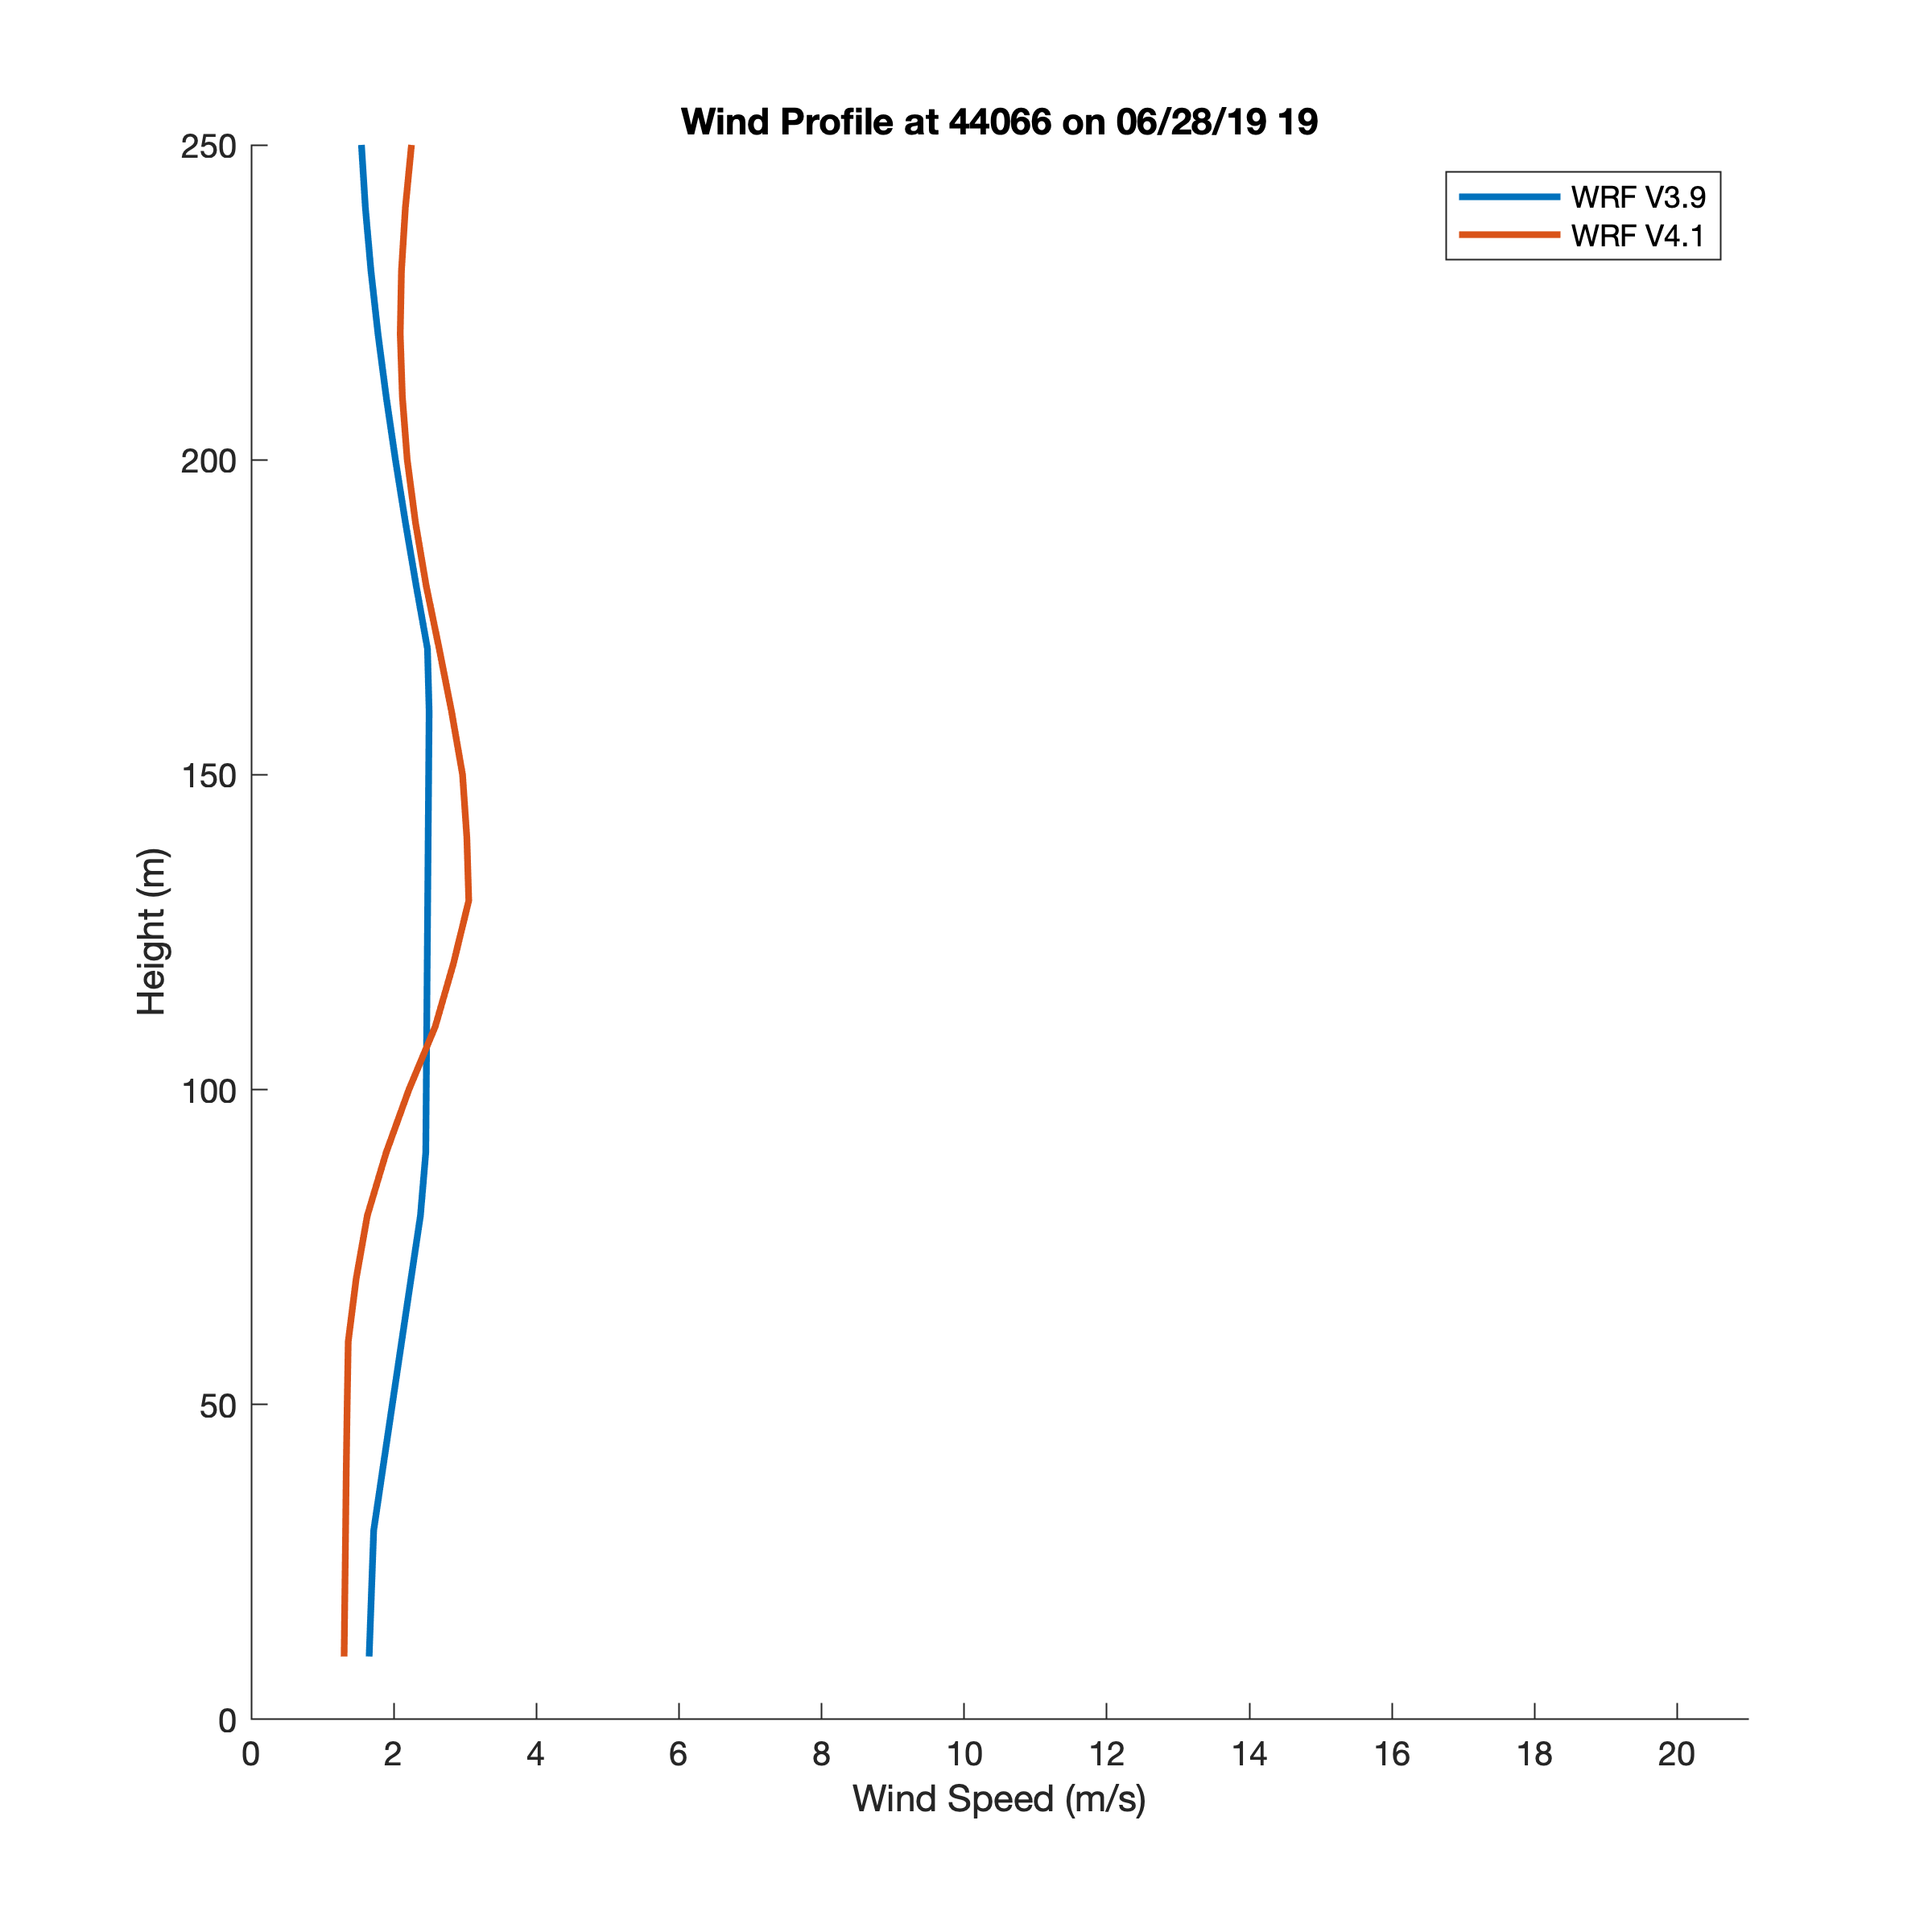 Wind Profile at 44066 on 06/28/19 19
WRF V3.9
WRF V4.1
250
200
150
100
50
0
Height (m)
0 2 4 6 8 10 12 14 16 18 20
Wind Speed (m/s)